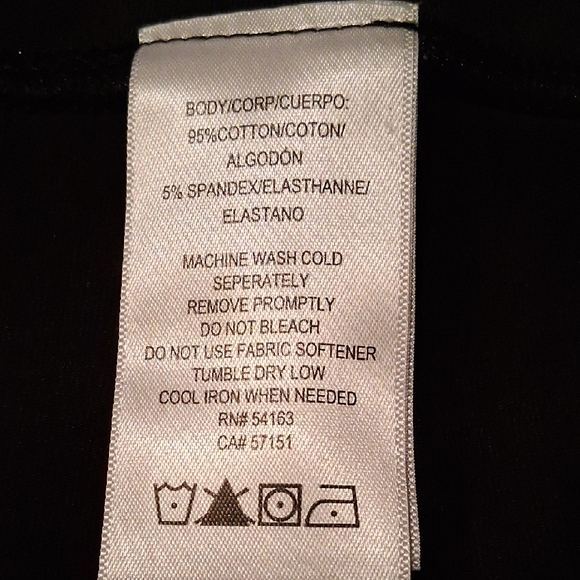 BODY/CORP/CUERPO:
95%COTTON/COTON/
ALGODÓN
5% SPANDEX/ELASTHANNE/
ELASTANO
MACHINE WASH COLD
SEPERATELY
REMOVE PROMPTLY
DO NOT BLEACH
DO NOT USE FABRIC SOFTENER
TUMBLE DRY LOW
COOL IRON WHEN NEEDED
RN# 54163
CA# 57151